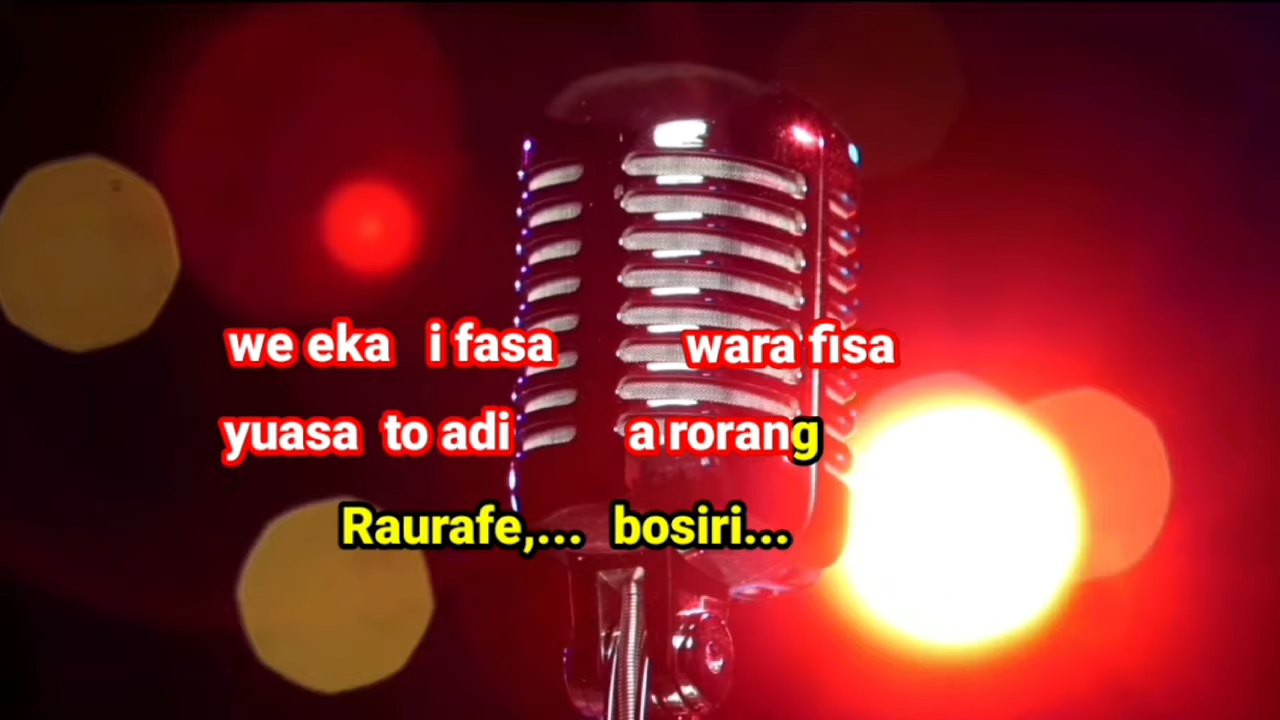 we eka i fasa wara fisa
yuasa to adi a rorang
Raurafe,... bosiri...